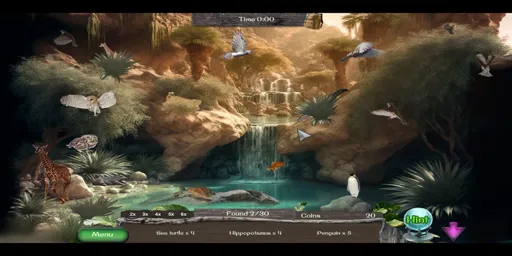 Time 0:00
2x 3x 4x 5x 6x
Found 2/30
Coins 20
Hint
Menu
Sea turtle x 4
Hippopotamus x 4
Penguin x 5